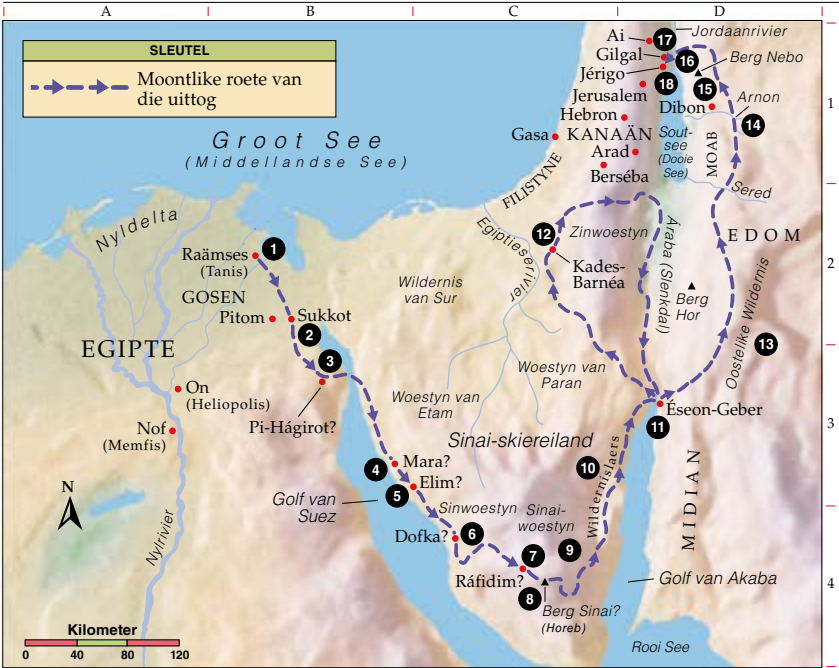 A
B
C
D
SLEUTEL
Moontlike roete van
die uittog
Groot See
(Middellandse See)
Ai
17
Jordaanrivier
Gilgal
16
Berg Nebo
Jérigo
18
15
Jerusalem
Dibon
Arnon
14
1
Hebron
Gasa
KANAÄN
Sout-
see
(Dooie
See)
MOAB
Arad
Berséba
FILISTYNE
Sered
Nyldelta
1
Raämses
(Tanis)
Egiptieserivier
12
Zinwoestyn
Araba (Slenkdal)
EDOM
2
Kades-
Barnéa
Wildernis
van Sur
Berg
Hor
GOSEN
Pitom
Sukkot
2
Oostelike Wildernis
13
EGIPTE
3
Woestyn van
Paran
On
(Heliopolis)
Woestyn van
Etam
Pi-Hágirot?
Éseon-Geber
11
3
Nof
(Memfis)
Sinai-skiereiland
Mara?
4
Elim?
5
10
Wildernislaers
MIDIAN
Golf van
Suez
N
Nylrivier
Sinwoestyn
Sinai-
woestyn
Dofka?
6
7
9
Ráfidim?
8
Berg Sinai?
(Horeb)
Golf van Akaba
4
Rooi See
Kilometer
0 40 80 120